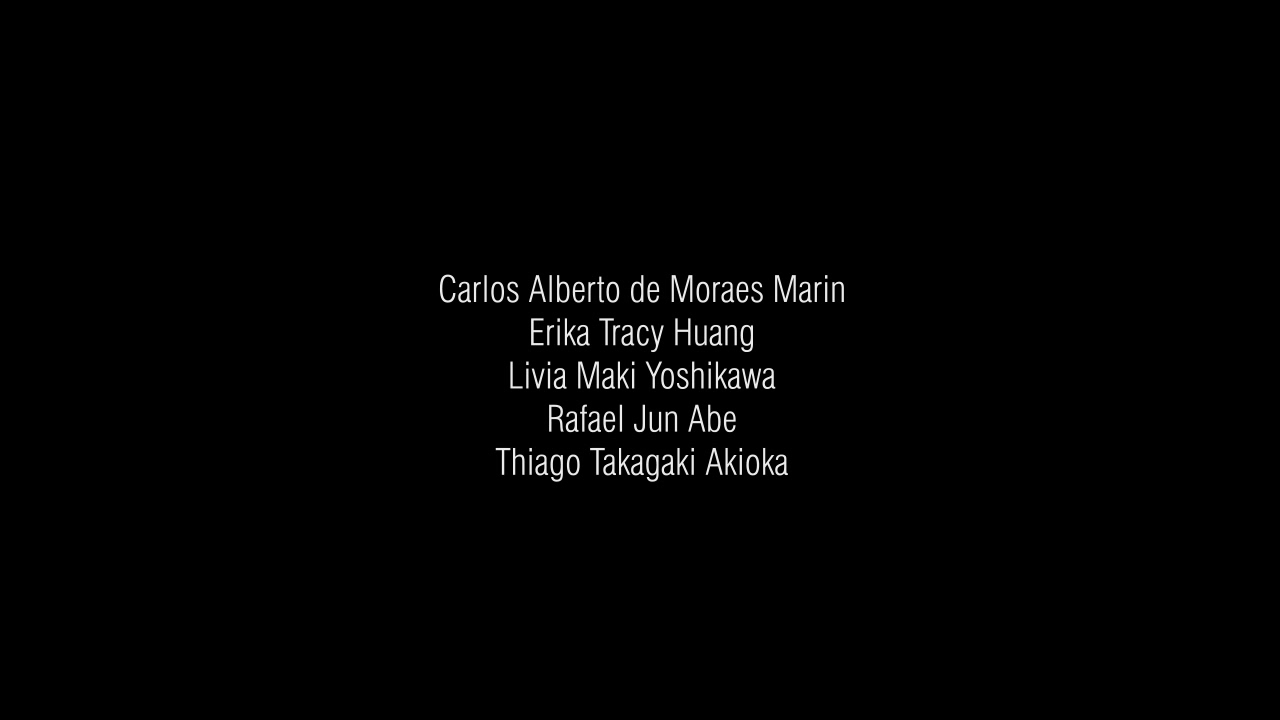 Carlos Alberto de Moraes Marin
Erika Tracy Huang
Livia Maki Yoshikawa
Rafael Jun Abe
Thiago Takagaki Akioka